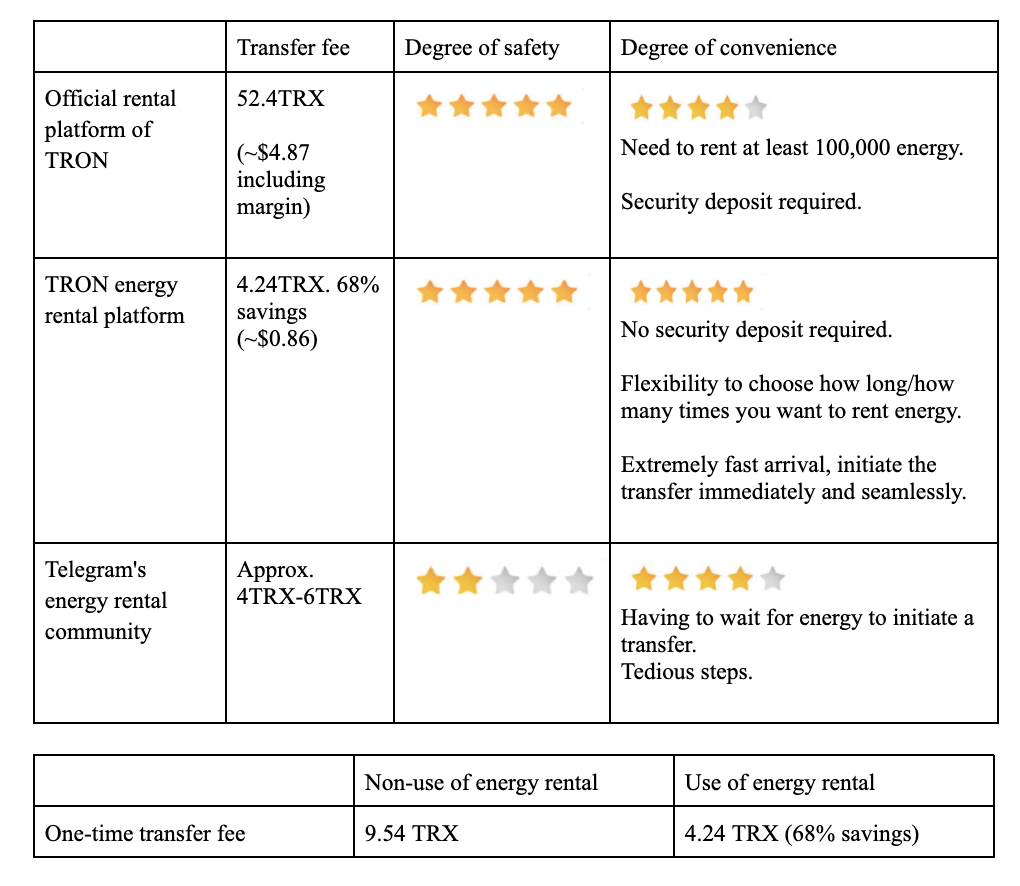 Transfer fee
Degree of safety
Degree of convenience
Official rental
platform of
TRON
52.4TRX
(~$4.87
including
margin)
Need to rent at least 100,000 energy.
Security deposit required.
TRON energy
rental platform
4.24TRX. 68%
savings
(~$0.86)
No security deposit required.
Flexibility to choose how long/how
many times you want to rent energy.
Extremely fast arrival, initiate the
transfer immediately and seamlessly.
Telegram's
energy rental
community
Approx.
4TRX-6TRX
Having to wait for energy to initiate a
transfer.
Tedious steps.
Non-use of energy rental
Use of energy rental
One-time transfer fee
9.54 TRX
4.24 TRX (68% savings)